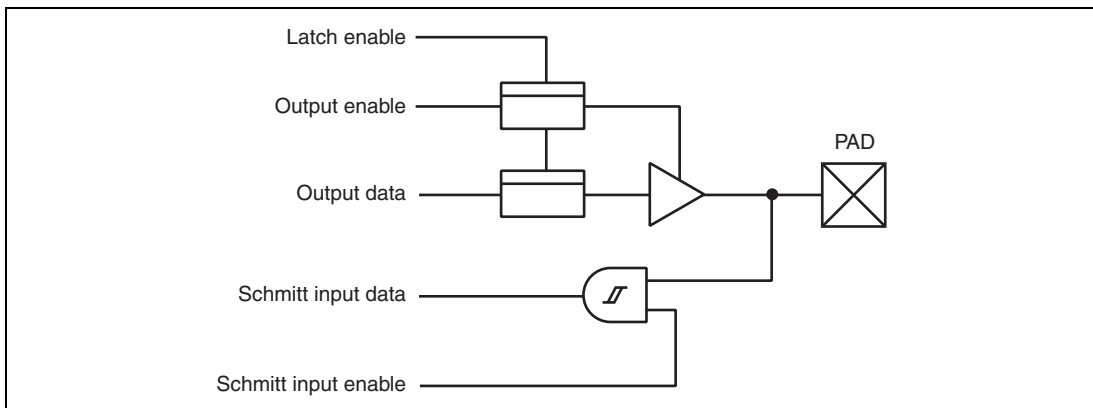 Latch enable
Output enable
PAD
Output data
Schmitt input data
Schmitt input enable